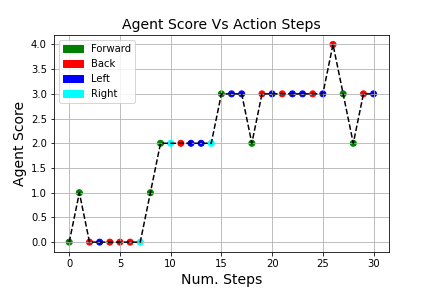 Agent Score Vs Action Steps
4.0
3.5
3.0
2.5
2.0
1.5
1.0
0.5
0.0
Agent Score
Forward
Back
Left
Right
0 5 10 15 20 25 30
Num. Steps